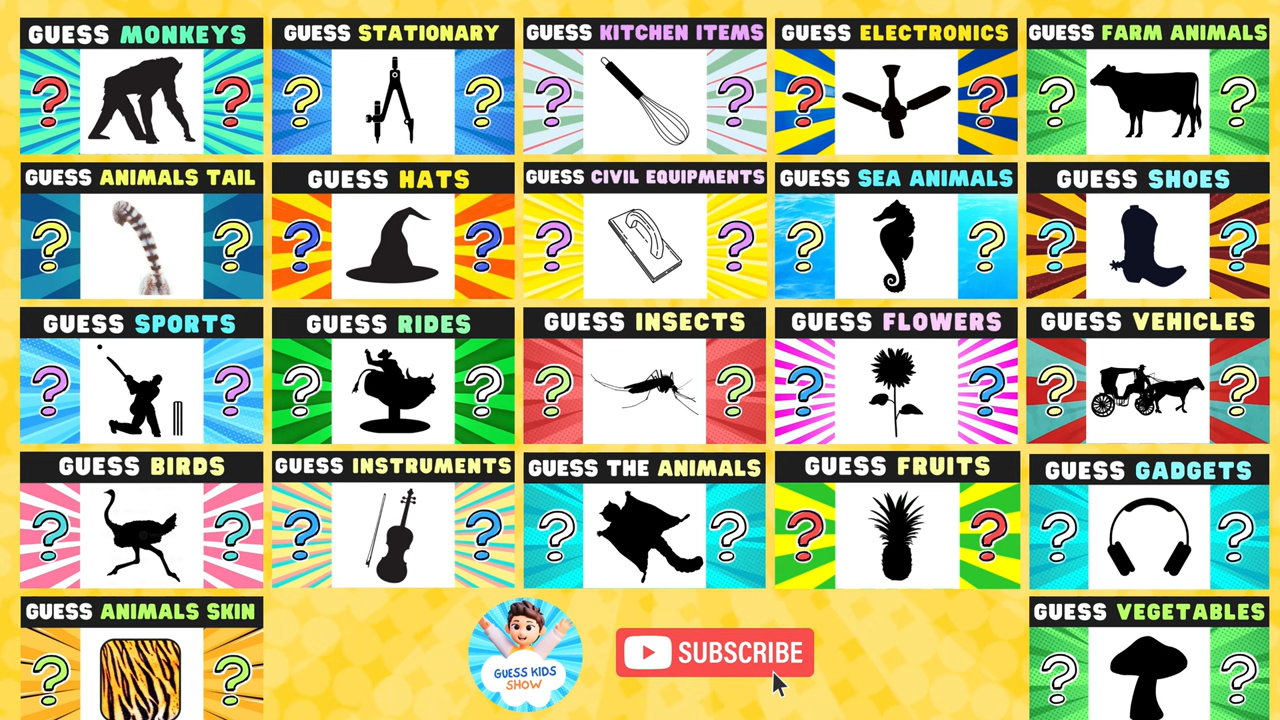 GUESS MONKEYS
GUESS STATIONARY
GUESS KITCHEN ITEMS
GUESS ELECTRONICS
GUESS FARM ANIMALS
? ?
? ?
? ?
? ?
? ?
GUESS ANIMALS TAIL
GUESS HATS
GUESS CIVIL EQUIPMENTS
GUESS SEA ANIMALS
GUESS SHOES
? ?
? ?
? ?
? ?
? ?
GUESS SPORTS
GUESS RIDES
GUESS INSECTS
GUESS FLOWERS
GUESS VEHICLES
? ?
? ?
? ?
? ?
? ?
GUESS BIRDS
GUESS INSTRUMENTS
GUESS THE ANIMALS
GUESS FRUITS
GUESS GADGETS
? ?
? ?
? ?
? ?
? ?
GUESS ANIMALS SKIN
GUESS VEGETABLES
? ?
GUESS KIDS
SHOW
SUBSCRIBE
? ?